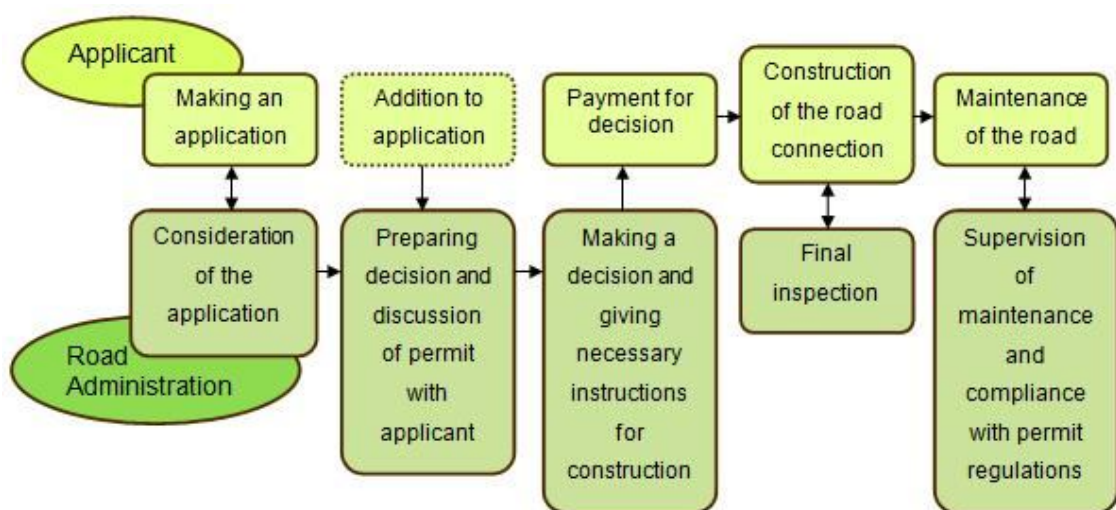 Applicant
Making an
application
Addition to
application
Payment for
decision
Construction
of the road
connection
Maintenance
of the road
Road
Administration
Consideration
of the
application
Preparing
decision and
discussion
of permit with
applicant
Making a
decision and
giving
necessary
instructions
for
construction
Final
inspection
Supervision
of
maintenance
and
compliance
with permit
regulations